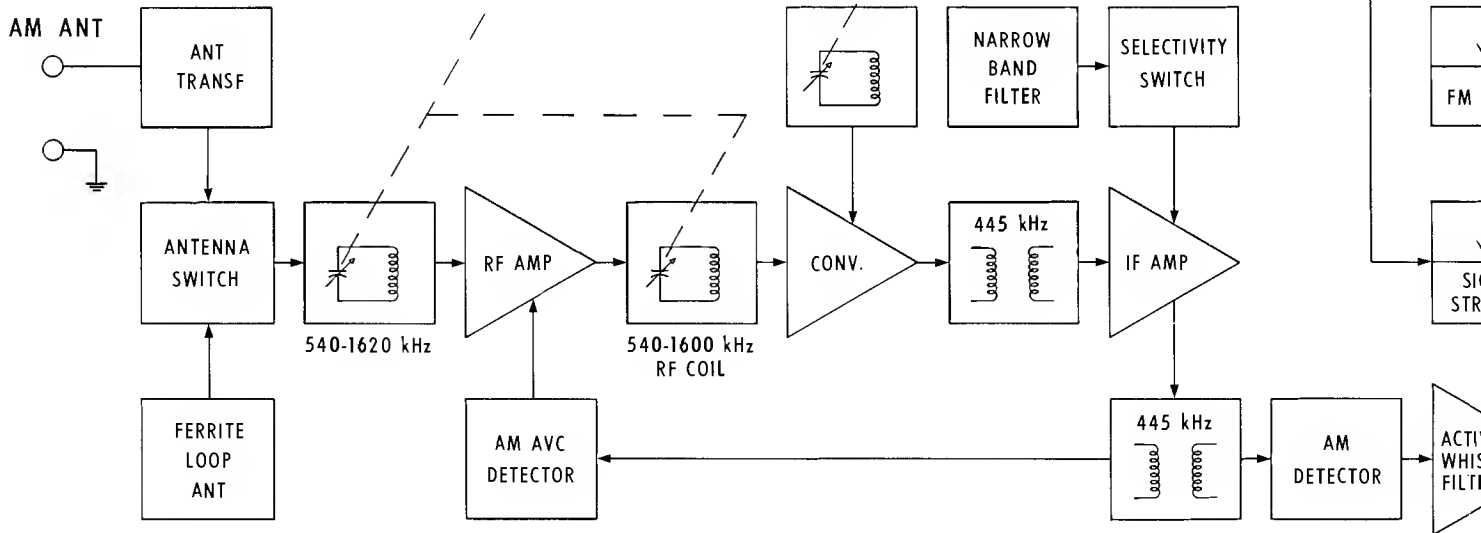 AM ANT
ANT
TRANSF
NARROW
BAND
FILTER
SELECTIVITY
SWITCH
FM
ANTENNA
SWITCH
540-1620 kHz
RF AMP
540-1600 kHz
RF COIL
CONV.
445 kHz
IF AMP
FERRITE
LOOP
ANT
AM AVC
DETECTOR
445 kHz
AM
DETECTOR